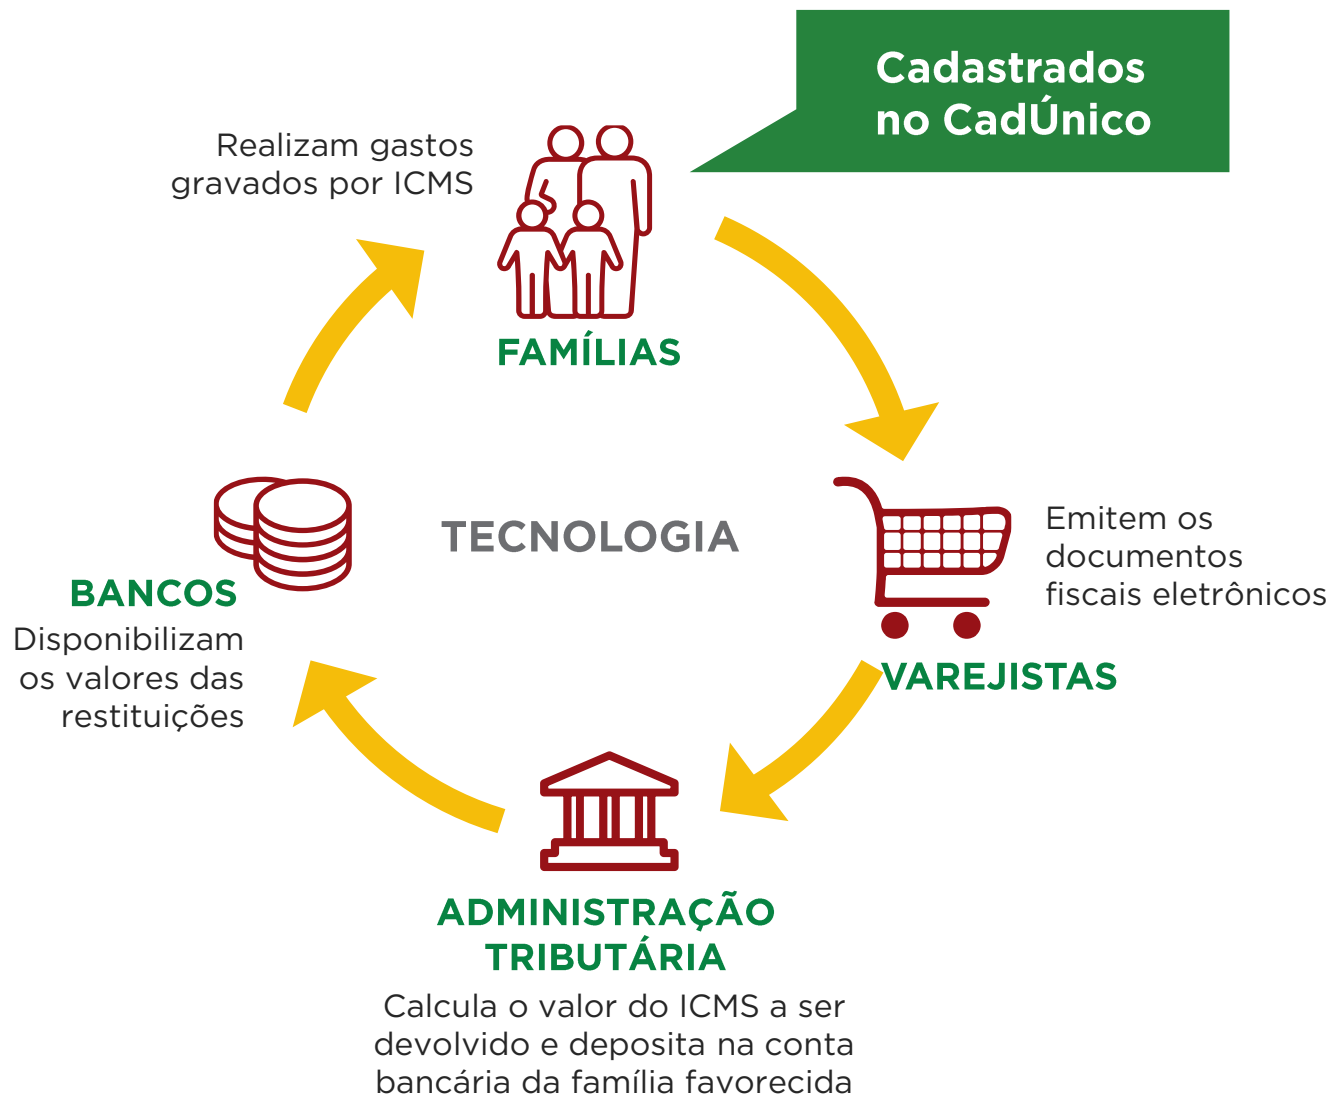 Cadastrados
no CadÚnico
Realizam gastos
gravados por ICMS
FAMÍLIAS
TECNOLOGIA
Emitem os
documentos
fiscais eletrônicos
VAREJISTAS
BANCOS
Disponibilizam
os valores das
restituições
ADMINISTRAÇÃO
TRIBUTÁRIA
Calcula o valor do ICMS a ser
devolvido e deposita na conta
bancária da família favorecida